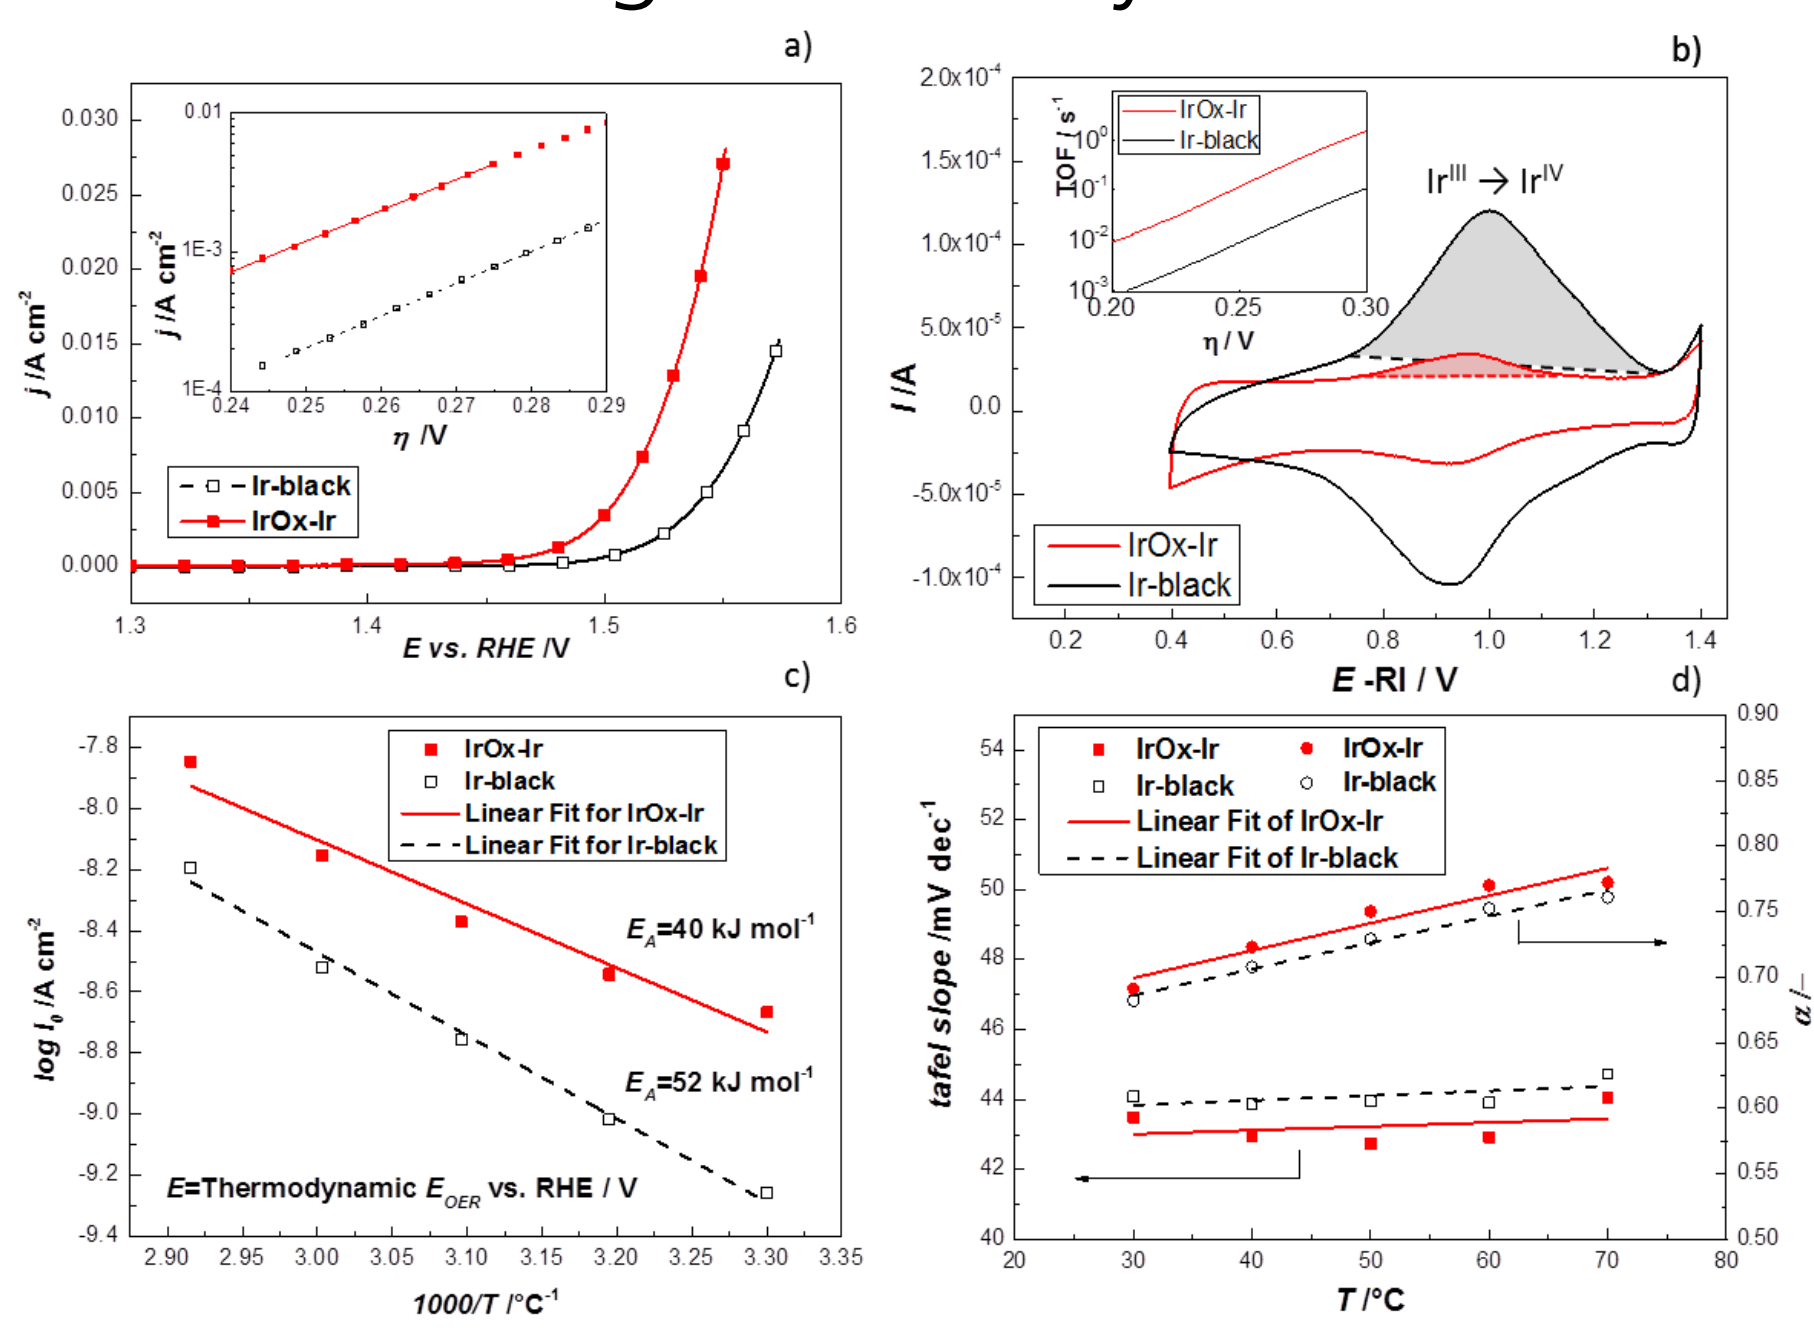 a)
0.030
0.025
0.020
0.015
0.010
0.005
0.000
j /A cm-2
1.3
1.4
1.5
1.6
E vs. RHE /V
0.01
1E-3
1E-4
j /A cm-2
0.24
0.25
0.26
0.27
0.28
0.29
η /V
Ir-black
IrOx-Ir
b)
2.0x10-4
1.5x10-4
1.0x10-4
5.0x10-5
0.0
-5.0x10-5
-1.0x10-4
I /A
0.2
0.4
0.6
0.8
1.0
1.2
1.4
E -RI / V
TOF / s-1
IrOx-Ir
Ir-black
100
10-1
10-2
10-3
0.20
0.25
0.30
η / V
IrIII → IrIV
IrOx-Ir
Ir-black
c)
-7.8
-8.0
-8.2
-8.4
-8.6
-8.8
-9.0
-9.2
-9.4
log I0 /A cm-2
IrOx-Ir
Ir-black
Linear Fit for IrOx-Ir
Linear Fit for Ir-black
EA=40 kJ mol-1
EA=52 kJ mol-1
E=Thermodynamic EOER vs. RHE / V
2.90
2.95
3.00
3.05
3.10
3.15
3.20
3.25
3.30
3.35
1000/T /°C-1
d)
54
52
50
48
46
44
42
40
tafel slope /mV dec-1
IrOx-Ir
IrOx-Ir
Ir-black
Ir-black
Linear Fit of IrOx-Ir
Linear Fit of Ir-black
0.90
0.85
0.80
0.75
0.70
0.65
0.60
0.55
0.50
α /–
20
30
40
50
60
70
80
T /°C